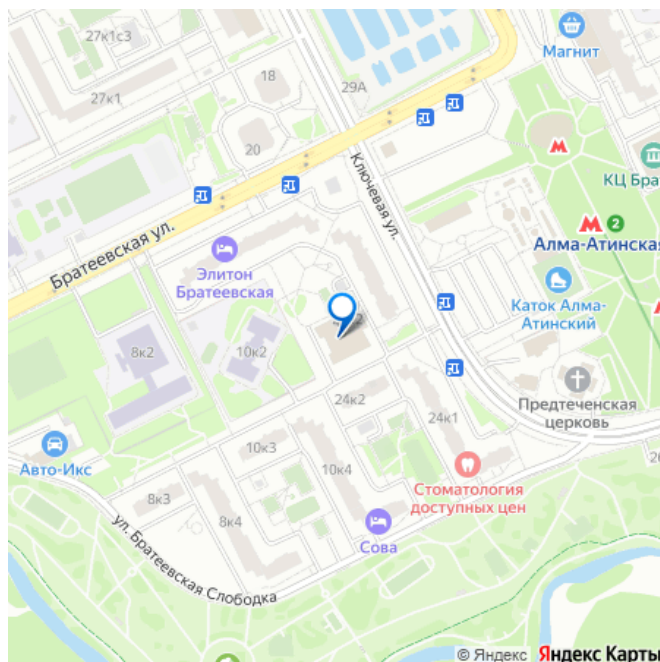 27к1с3
Магнит
18
29А
27к1
20
Ключевая ул.
КЦ Бра
Братеевская ул.
2
Алма-Атинская
Элитон
Братеевская
Каток Алма-
Атинский
8к2
10к2
24к2
Предтеченская
церковь
24к1
10к3
Авто-Икс
10к4
Стоматология
доступных цен
8к3
8к4
Сова
ул. Братеевская Слободка
© Яндекс Яндекс Карты